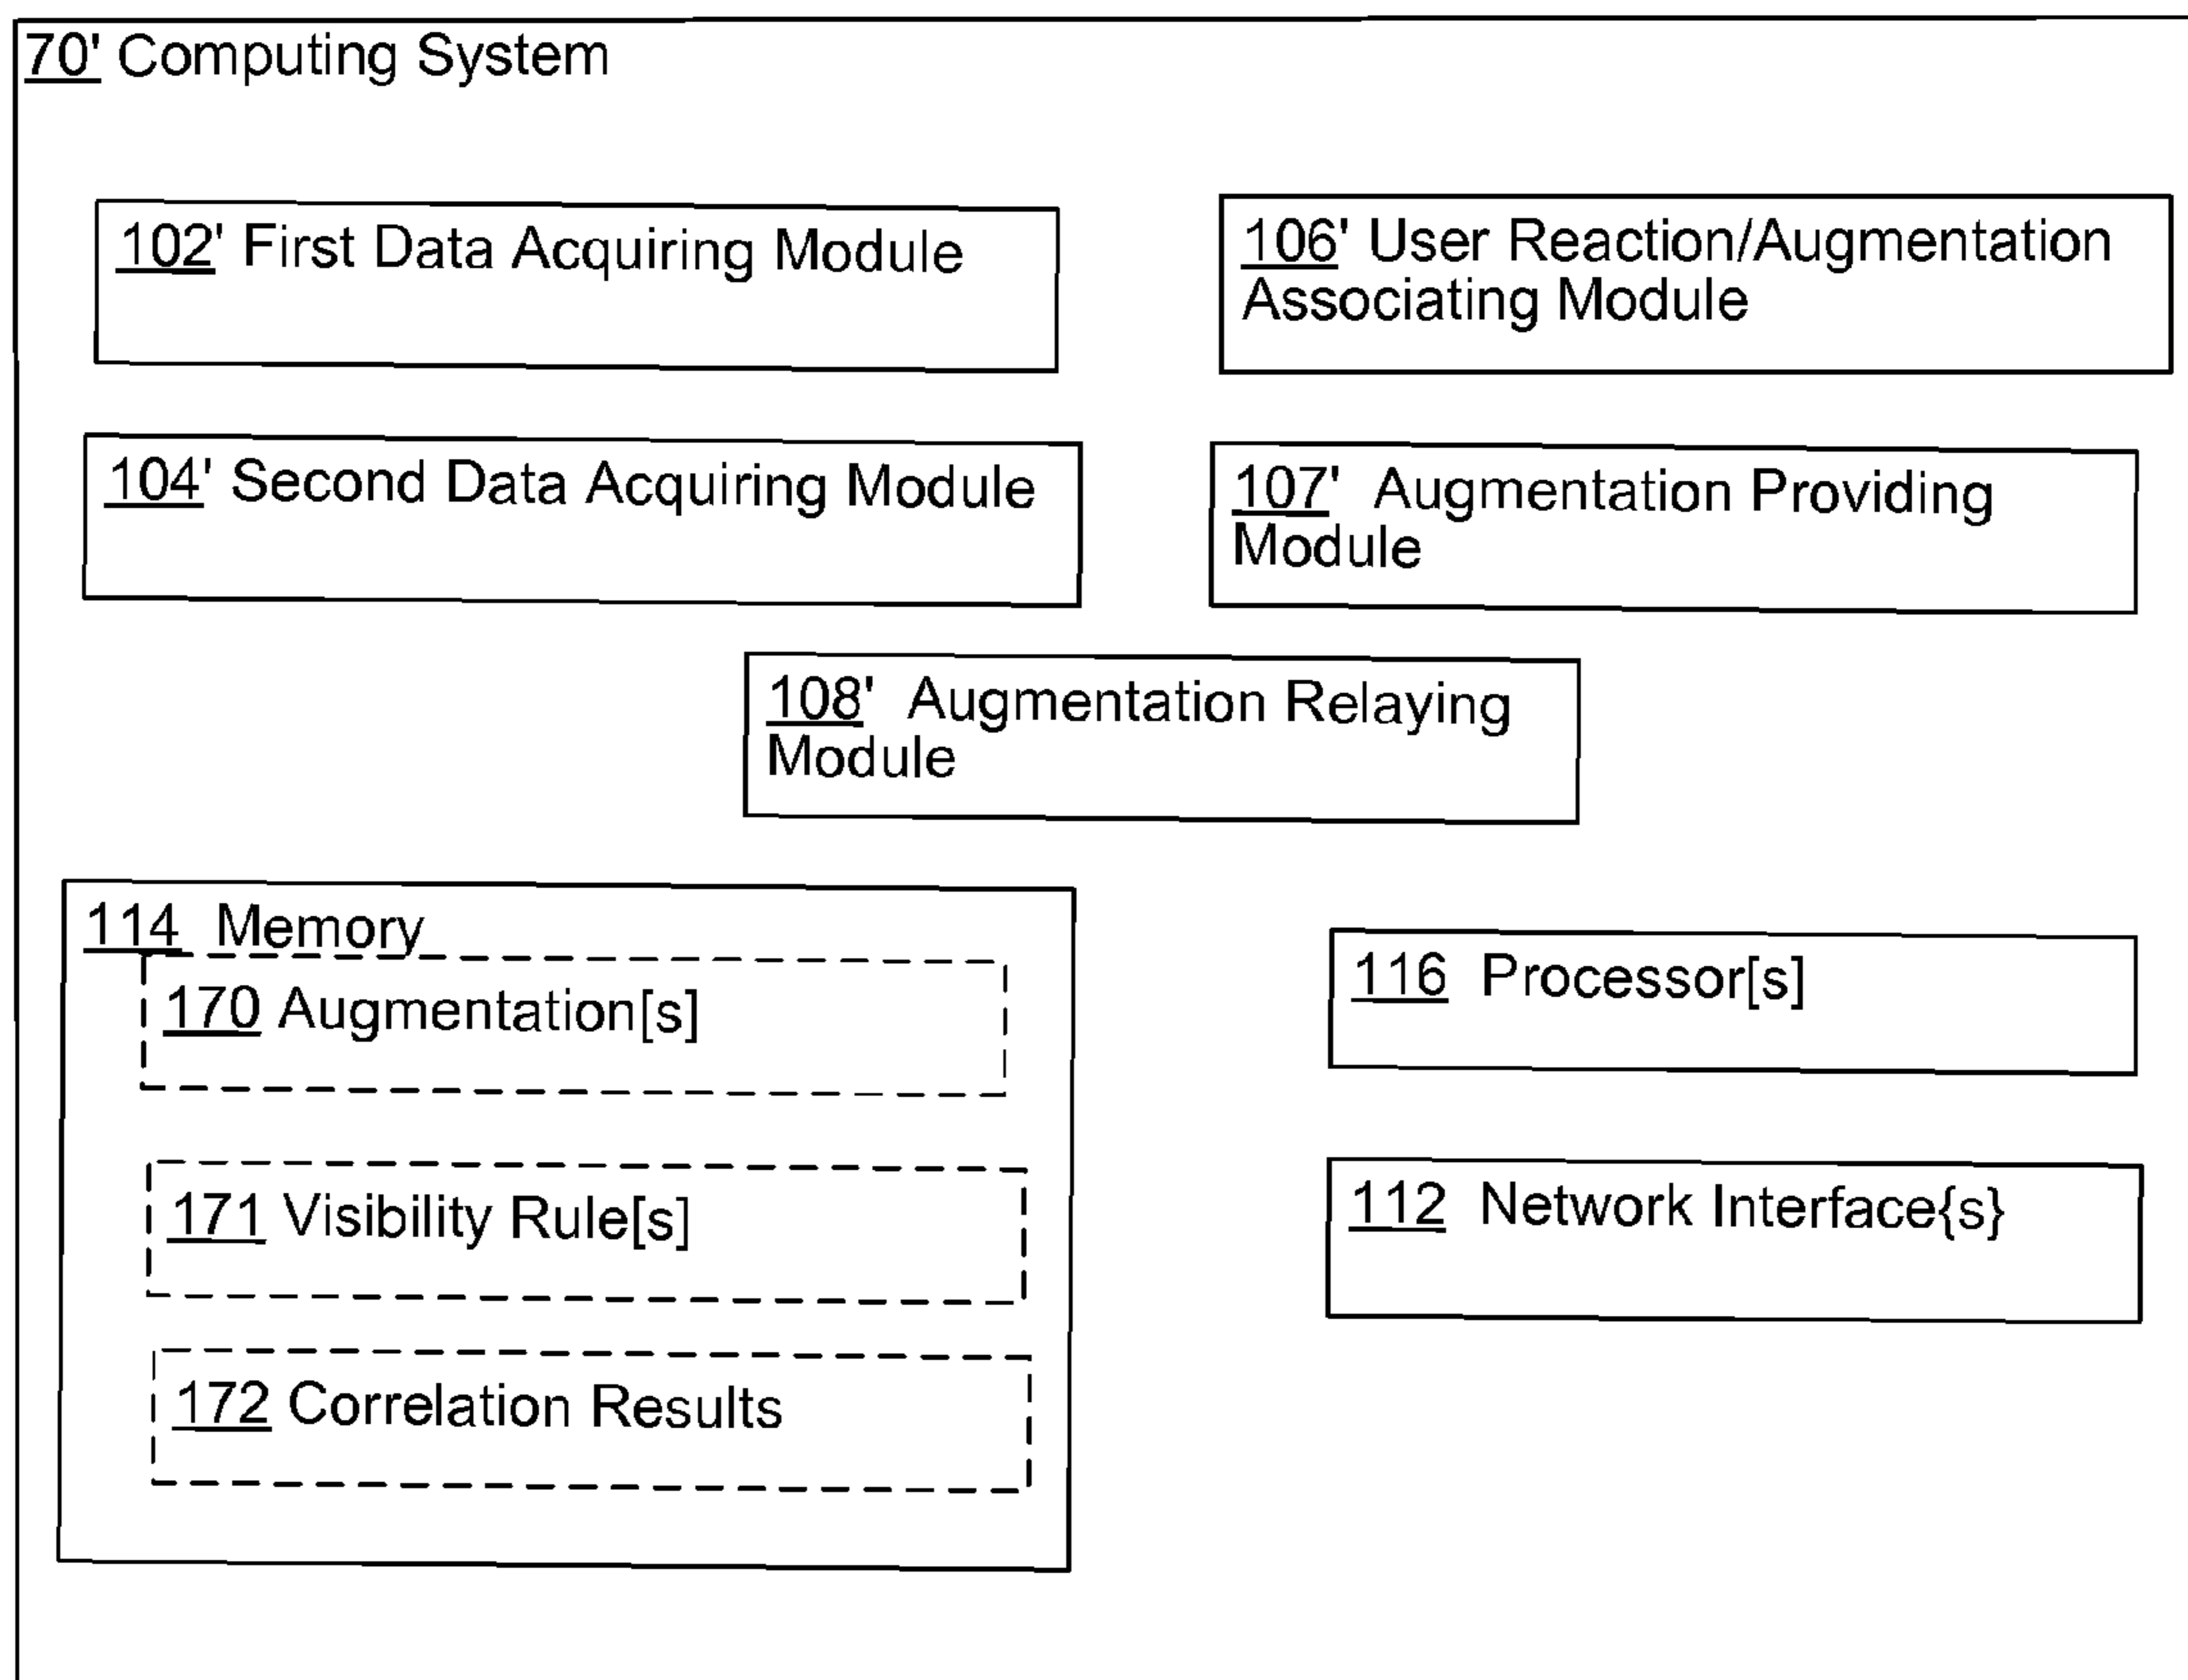 70' Computing System
102' First Data Acquiring Module
106' User Reaction/Augmentation
Associating Module
104' Second Data Acquiring Module
107' Augmentation Providing
Module
108' Augmentation Relaying
Module
114 Memory
170 Augmentation[s]
171 Visibility Rule[s]
172 Correlation Results
116 Processor[s]
112 Network Interface{s}